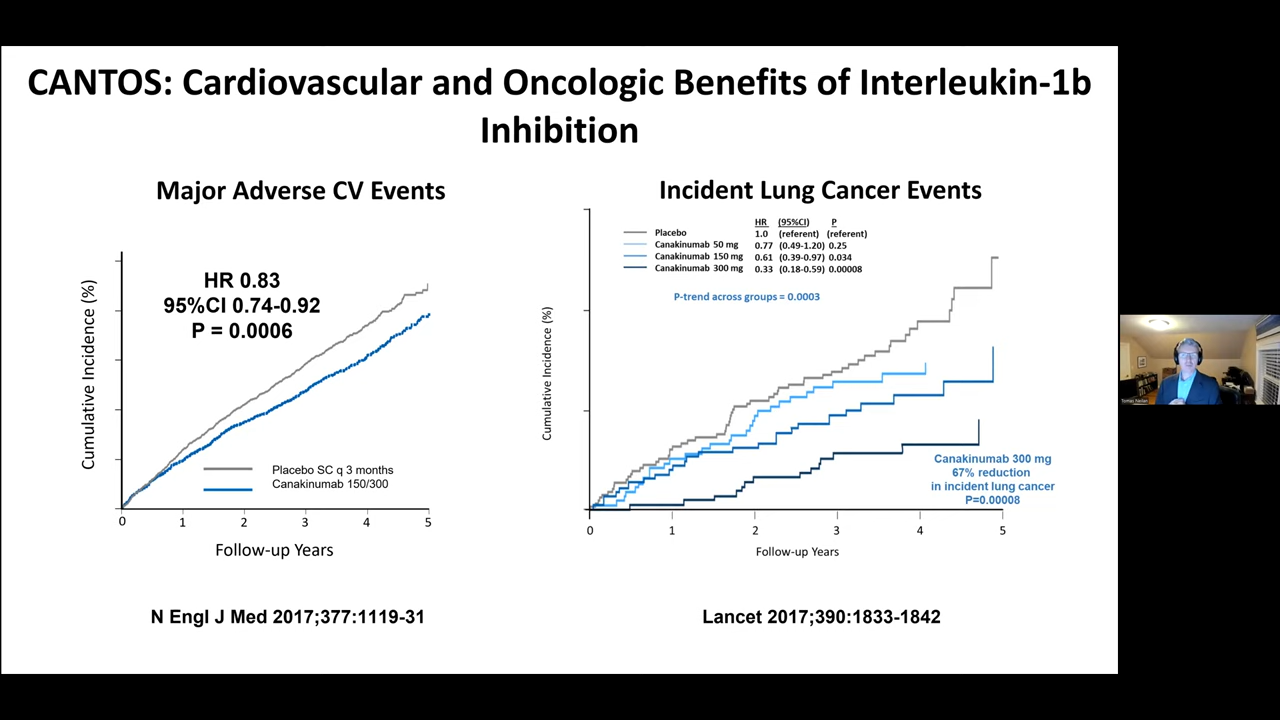 CANTOS: Cardiovascular and Oncologic Benefits of Interleukin-1b
Inhibition
Major Adverse CV Events
HR 0.83
95%CI 0.74-0.92
P = 0.0006
Cumulative Incidence (%)
Placebo SC q 3 months
Canakinumab 150/300
0 1 2 3 4 5
Follow-up Years
N Engl J Med 2017;377:1119-31
Incident Lung Cancer Events
HR (95%CI) P
Placebo 1.0 (referent) (referent)
Canakinumab 50 mg 0.77 (0.49-1.20) 0.25
Canakinumab 150 mg 0.61 (0.39-0.97) 0.034
Canakinumab 300 mg 0.33 (0.18-0.59) 0.00008
P-trend across groups = 0.0003
Cumulative Incidence (%)
Canakinumab 300 mg
67% reduction
in incident lung cancer
P=0.00008
0 1 2 3 4 5
Follow-up Years
Lancet 2017;390:1833-1842